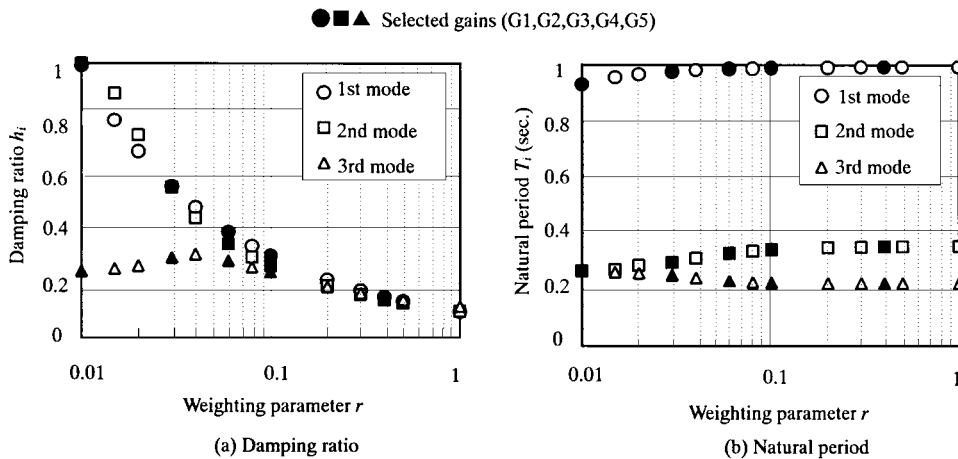 Selected gains (G1,G2,G3,G4,G5)
1
0.8
0.6
0.4
0.2
0
Damping ratio hᵢ
1st mode
2nd mode
3rd mode
0.01
0.1
1
Weighting parameter r
(a) Damping ratio
1
0.8
0.6
0.4
0.2
0
Natural period Tᵢ (sec.)
1st mode
2nd mode
3rd mode
0.01
0.1
1
Weighting parameter r
(b) Natural period